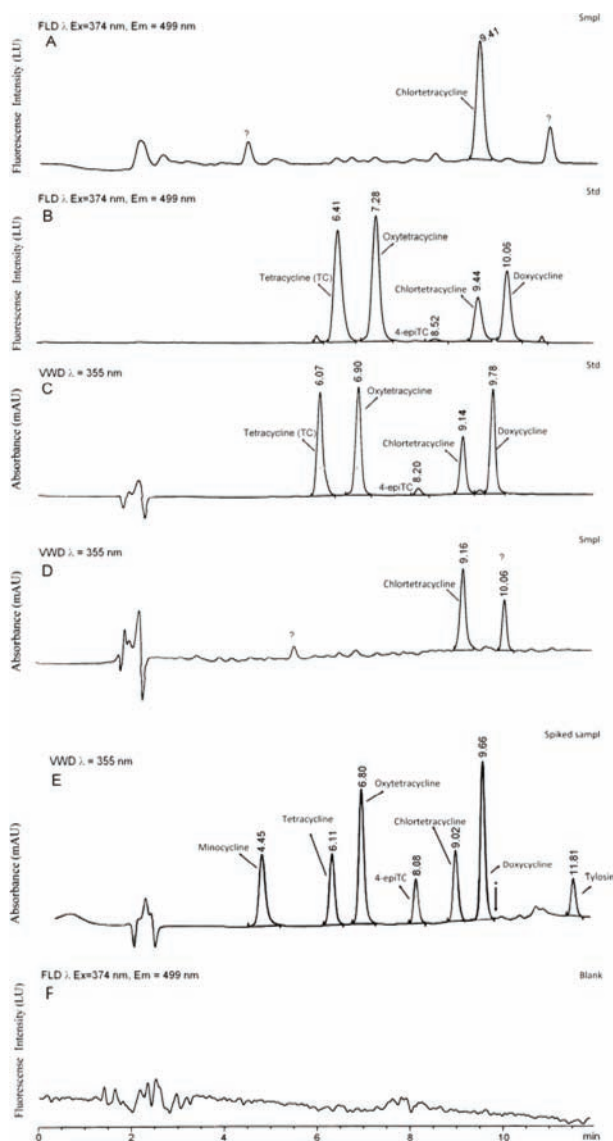 FLD λ Ex=374 nm, Em = 499 nm
Smpl
A
9.41
Chlortetracycline
?
?
Fluorescense Intensity (LU)
FLD λ Ex=374 nm, Em = 499 nm
Std
B
6.41
7.28
Oxytetracycline
Tetracycline (TC)
4-epiTC
8.52
Chlortetracycline
9.44
10.06
Doxycycline
Fluorescense Intensity (LU)
VWD λ = 355 nm
Std
C
6.07
6.90
Oxytetracycline
Tetracycline (TC)
4-epiTC
8.20
Chlortetracycline
9.14
9.78
Doxycycline
Absorbance (mAU)
VWD λ = 355 nm
Smpl
D
Chlortetracycline
9.16
?
10.06
?
Absorbance (mAU)
Spiked sampl
VWD λ = 355 nm
E
Minocycline
4.45
Tetracycline
6.11
6.80
Oxytetracycline
4-epiTC
8.08
Chlortetracycline
9.02
9.66
Doxycycline
11.81
Tylosin
Absorbance (mAU)
FLD λ Ex=374 nm, Em = 499 nm
Blank
F
Fluorescense Intensity (LU)
0 2 4 6 8 10 min